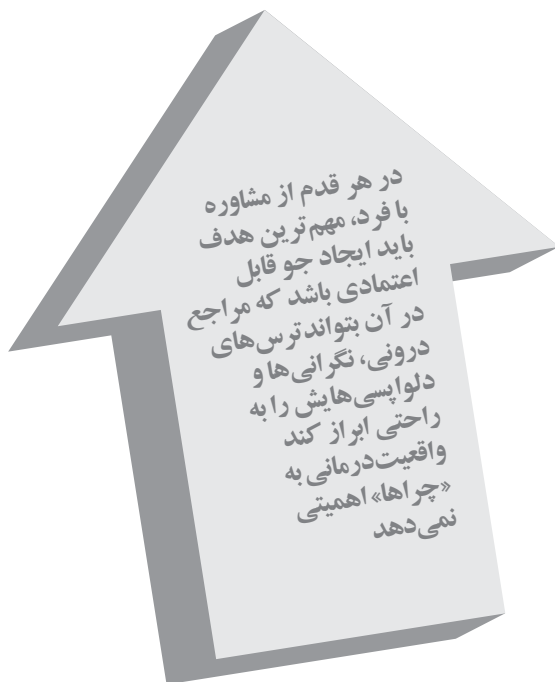 در هر قدم از مشاوره
با فرد، مهم‌ترین هدف
باید ایجاد جو قابل
اعتمادی باشد که مراجع
در آن بتواندترس‌های
درونی، نگرانی‌ها و
دلواپسی‌هایش را به
راحتی ابراز کند
واقعیت‌درمانی به
«چراها» اهمیتی
نمی‌دهد